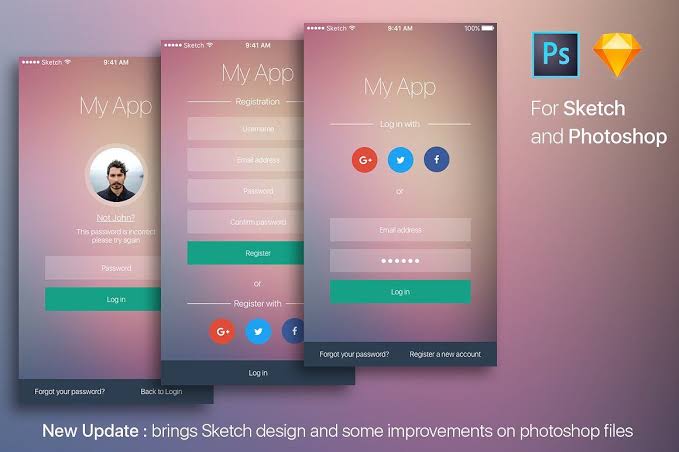 Sketch 9:41 AM
My App
Not John?
This password is incorrect
please try again
Password
Log in
Forgot your password? Back to Login
Sketch 9:41 AM
My App
Registration
Username
Email address
Password
Confirm password
Register
or
Register with
G+
Log in
Sketch 9:41 AM 100%
My App
Log in with
G+ f
or
Email address
Log in
Forgot your password? Register a new account
Ps
For Sketch
and Photoshop
New Update : brings Sketch design and some improvements on photoshop files